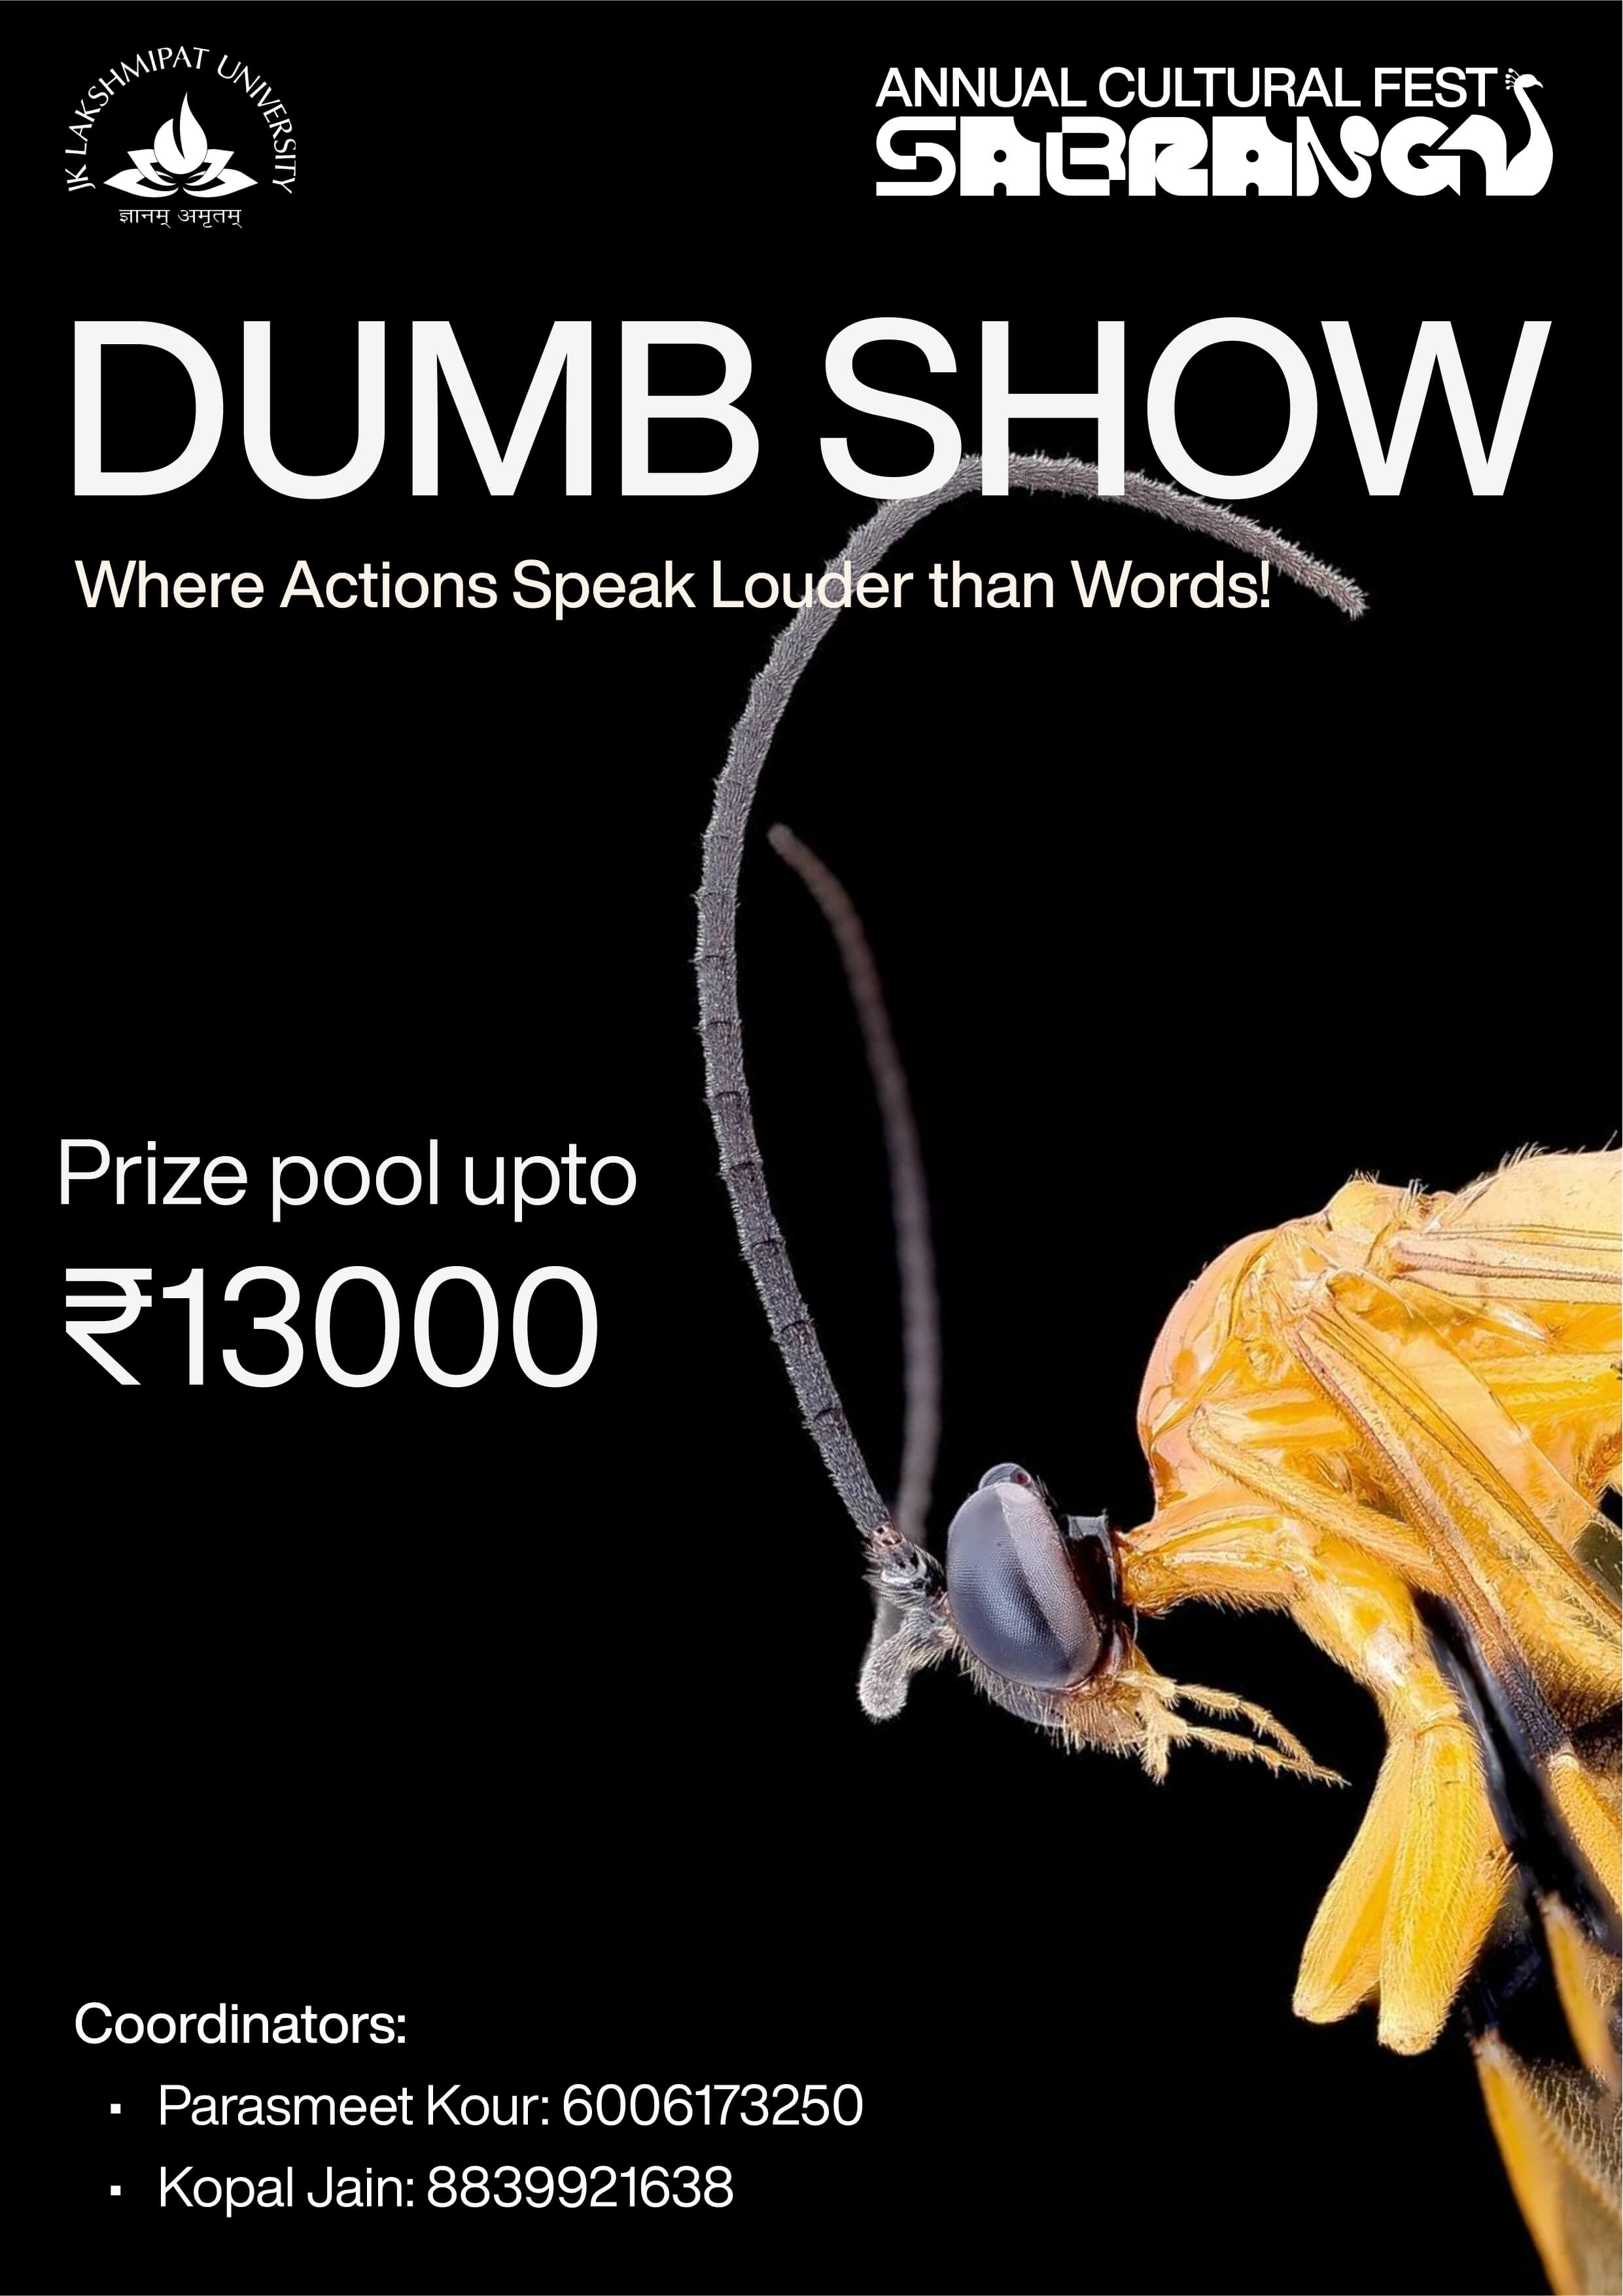 JK LAKSHMIPAT UNIVERSITY
ज्ञानम् अमृतम्
ANNUAL CULTURAL FEST
SABRANG
DUMB SHOW
Where Actions Speak Louder than Words!
Prize pool upto
₹13000
Coordinators:
▪ Parasmeet Kour: 6006173250
▪ Kopal Jain: 8839921638